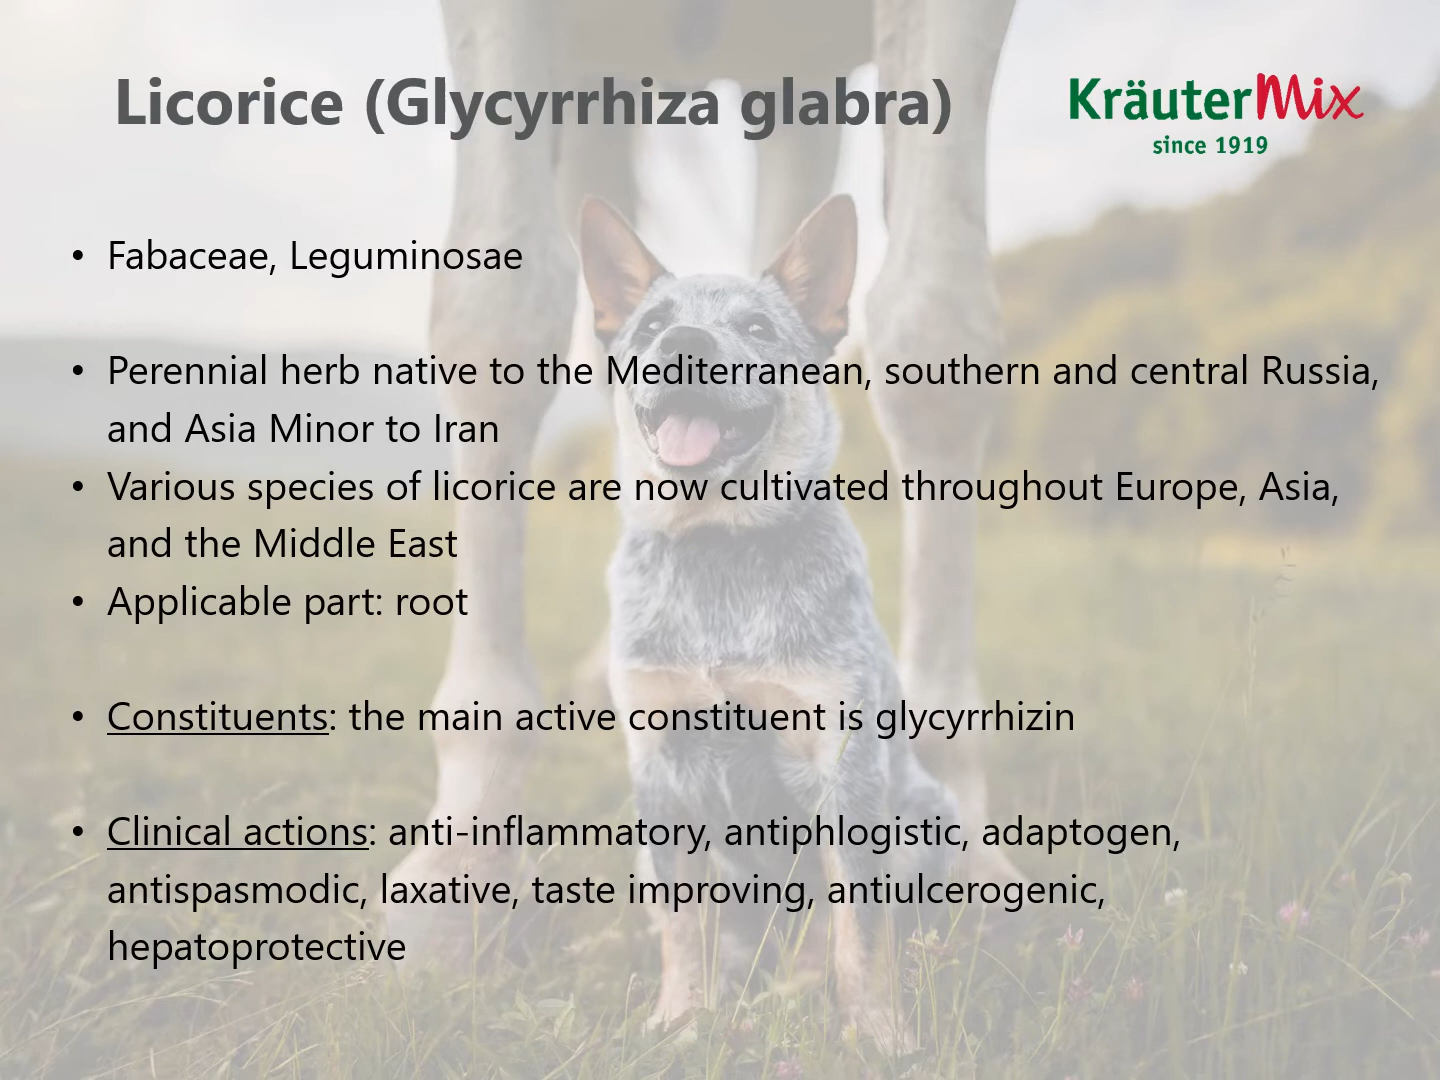 Licorice (Glycyrrhiza glabra)
KräuterMix
since 1919
• Fabaceae, Leguminosae
• Perennial herb native to the Mediterranean, southern and central Russia,
and Asia Minor to Iran
• Various species of licorice are now cultivated throughout Europe, Asia,
and the Middle East
• Applicable part: root
• Constituents: the main active constituent is glycyrrhizin
• Clinical actions: anti-inflammatory, antiphlogistic, adaptogen,
antispasmodic, laxative, taste improving, antiulcerogenic,
hepatoprotective